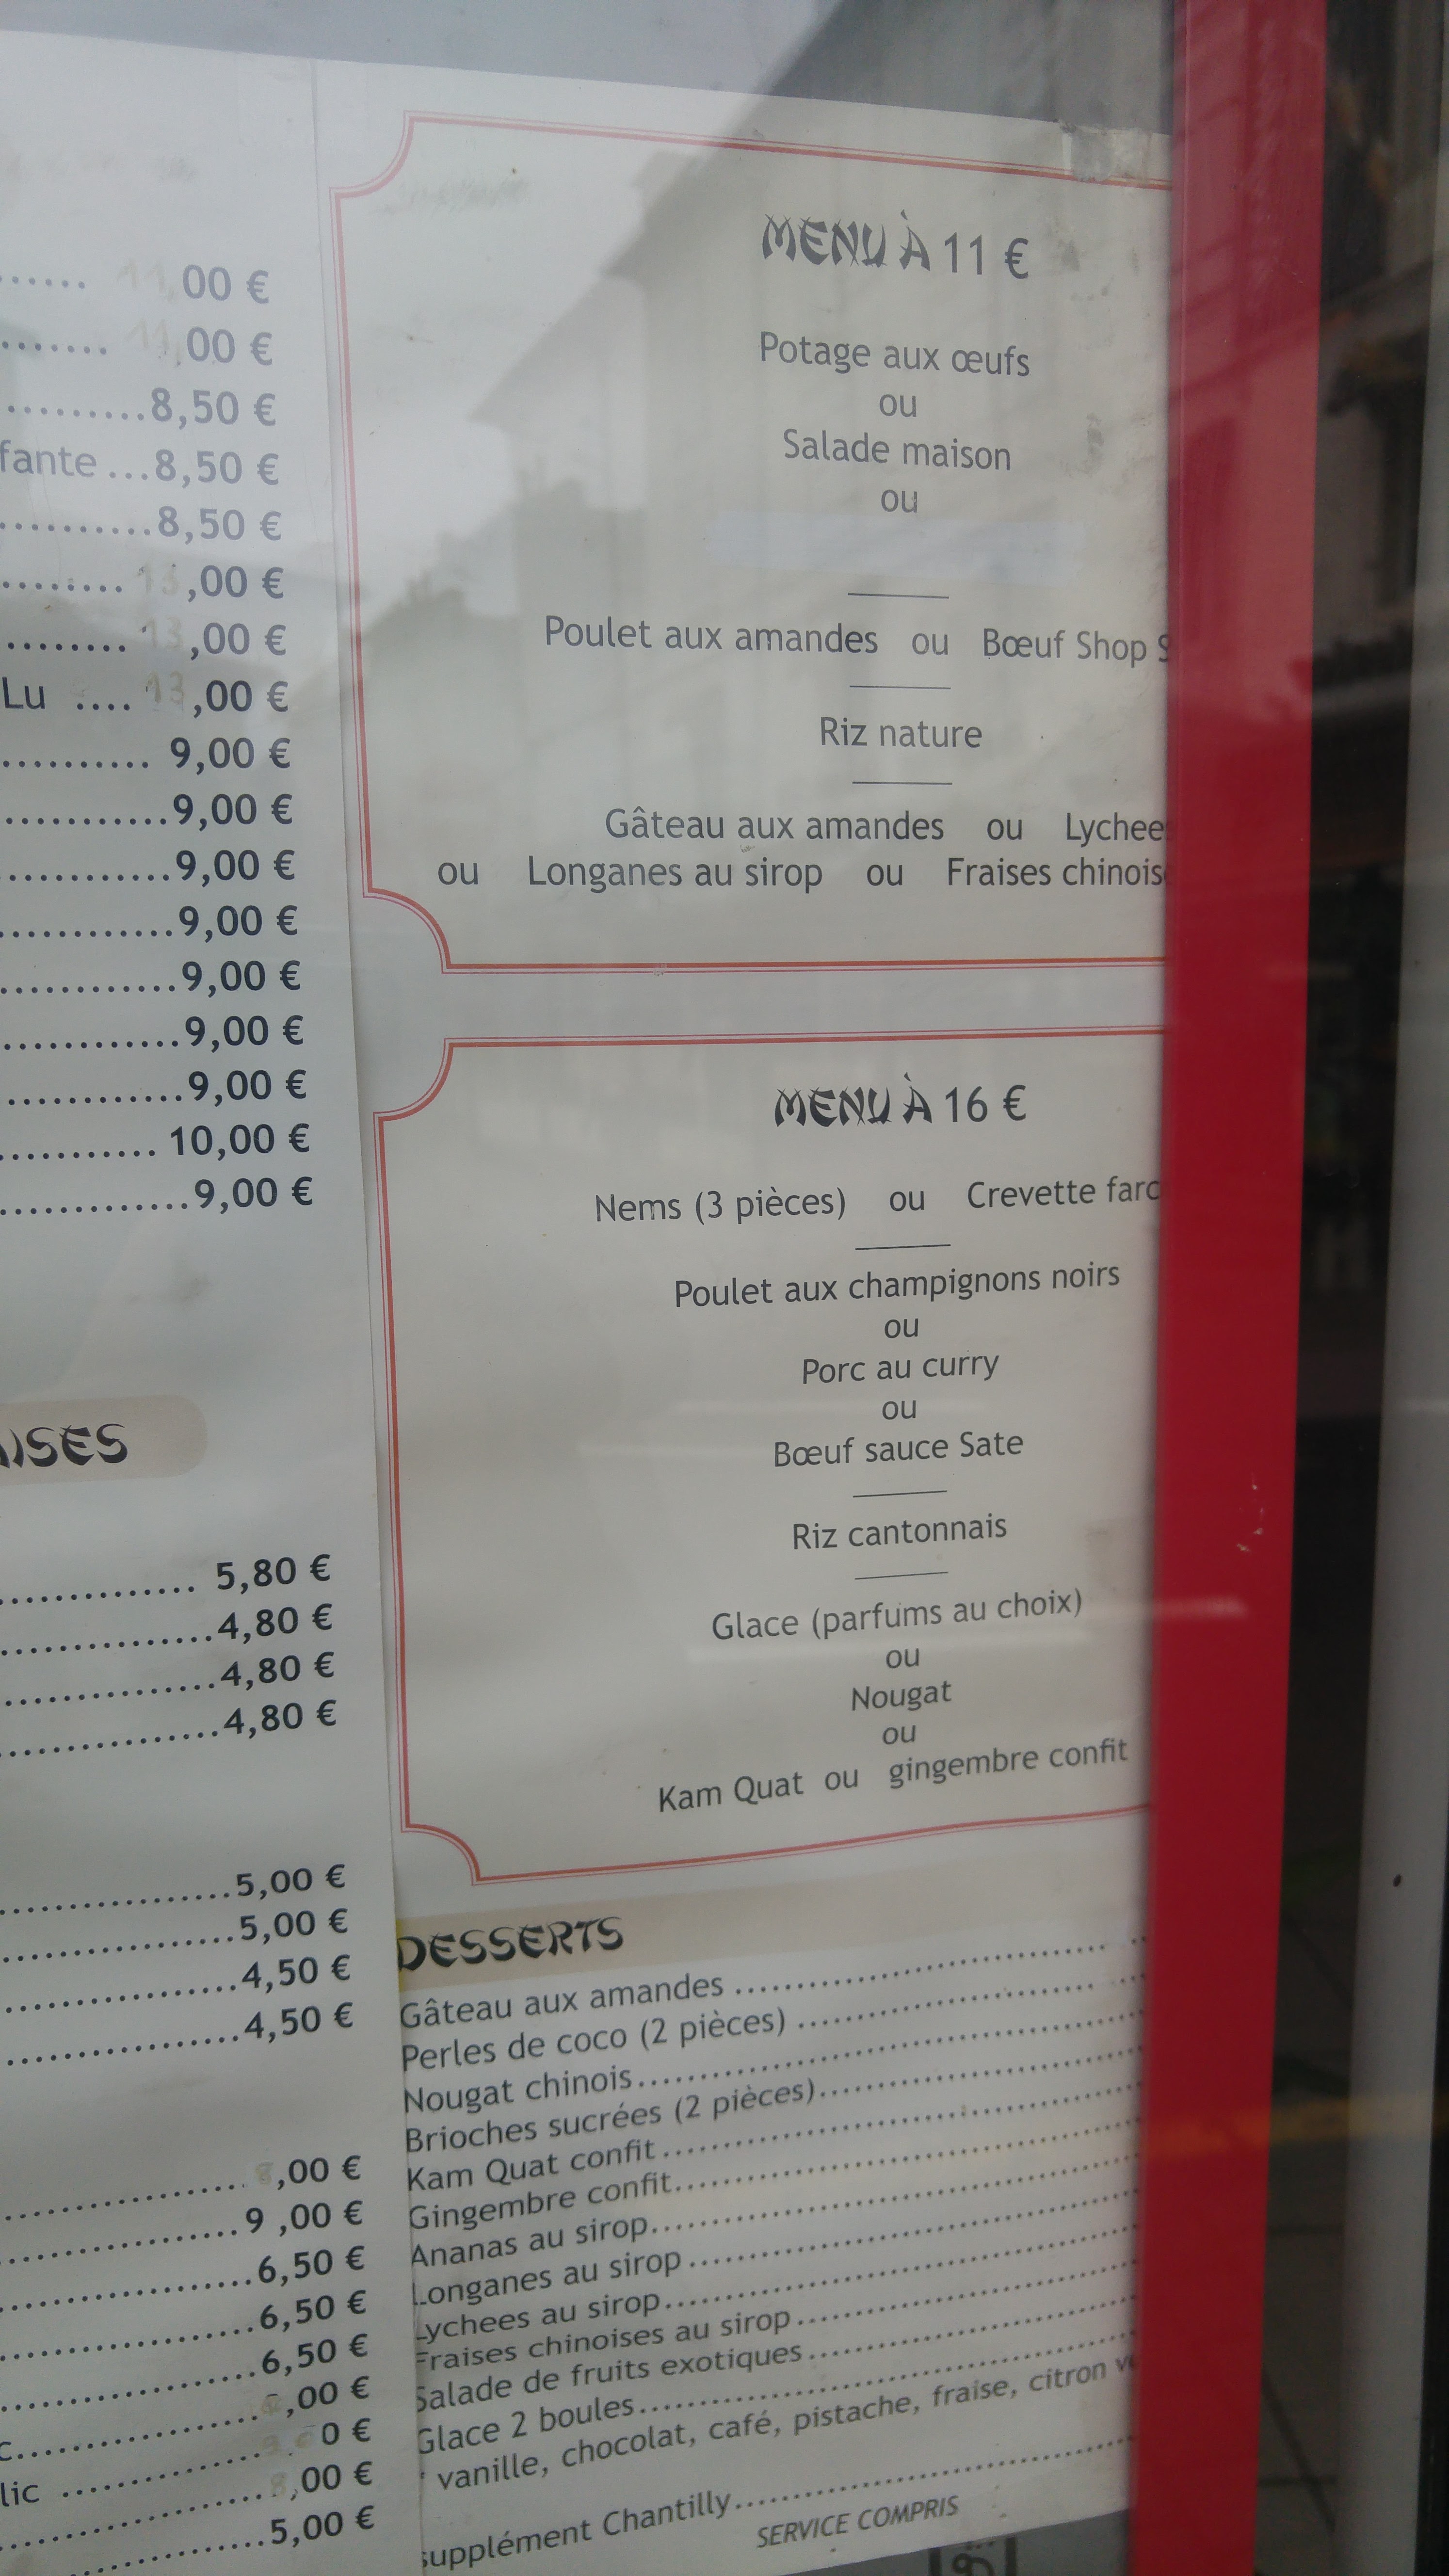 00 €
,00 €
8,50 €
fante ...8,50 €
8,50 €
13,00 €
13,00 €
Lu .... 13,00 €
9,00 €
9,00 €
9,00 €
9,00 €
9,00 €
9,00 €
9,00 €
10,00 €
9,00 €
AISES
5,80 €
4,80 €
4,80 €
4,80 €
5,00 €
5,00 €
4,50 €
4,50 €
8,00 €
9 ,00 €
6,50 €
6,50 €
6,50 €
,00 €
lic
0 €
8,00 €
5,00 €
MENU À 11 €
Potage aux œufs
ou
Salade maison
ou
Poulet aux amandes ou Bœuf Shop S
Riz nature
Gâteau aux amandes ou Lychee
ou Longanes au sirop ou Fraises chinoise
MENU À 16 €
Nems (3 pièces) ou Crevette farc
Poulet aux champignons noirs
ou
Porc au curry
ou
Bœuf sauce Sate
Riz cantonnais
Glace (parfums au choix)
ou
Nougat
ou
Kam Quat ou gingembre confit
DESSERTS
Gâteau aux amandes
Perles de coco (2 pièces)
Nougat chinois
Brioches sucrées (2 pièces)
Kam Quat confit
Gingembre confit
Ananas au sirop
Longanes au sirop
Lychees au sirop
Fraises chinoises au sirop
Salade de fruits exotiques
Glace 2 boules
vanille, chocolat, café, pistache, fraise, citron ve
supplément Chantilly
SERVICE COMPRIS